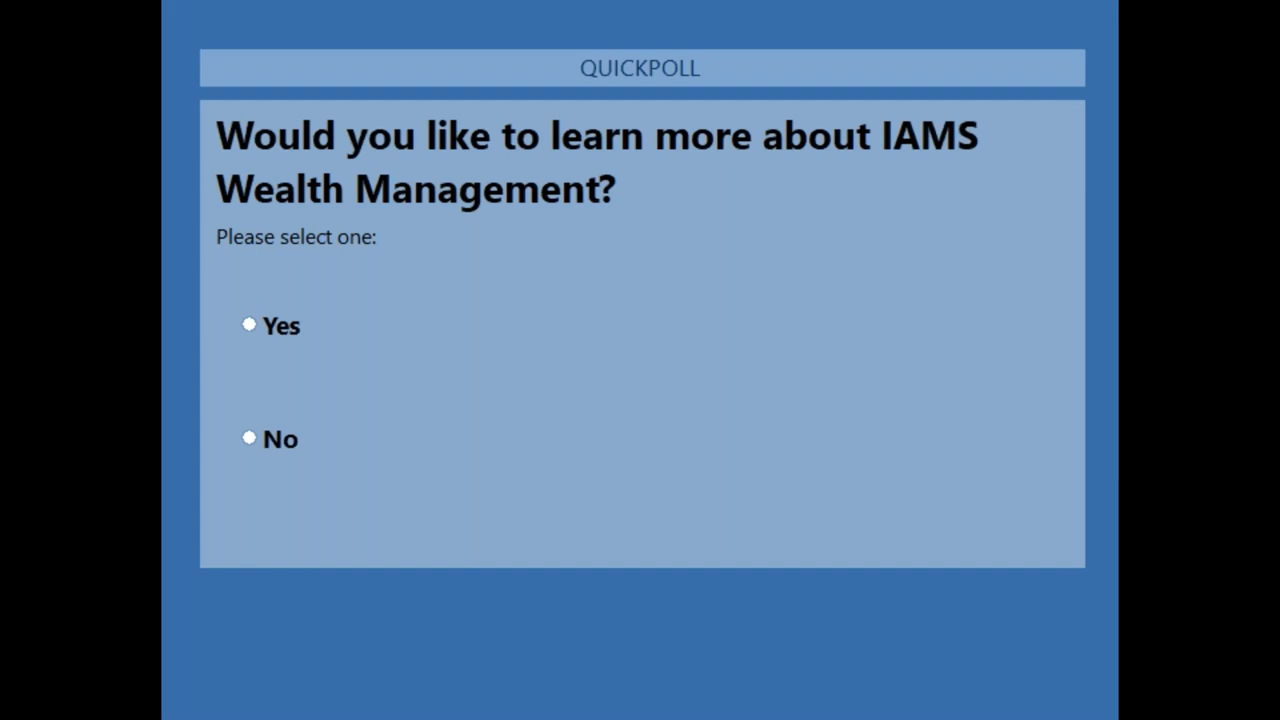 QUICKPOLL
Would you like to learn more about IAMS
Wealth Management?
Please select one:
Yes
No